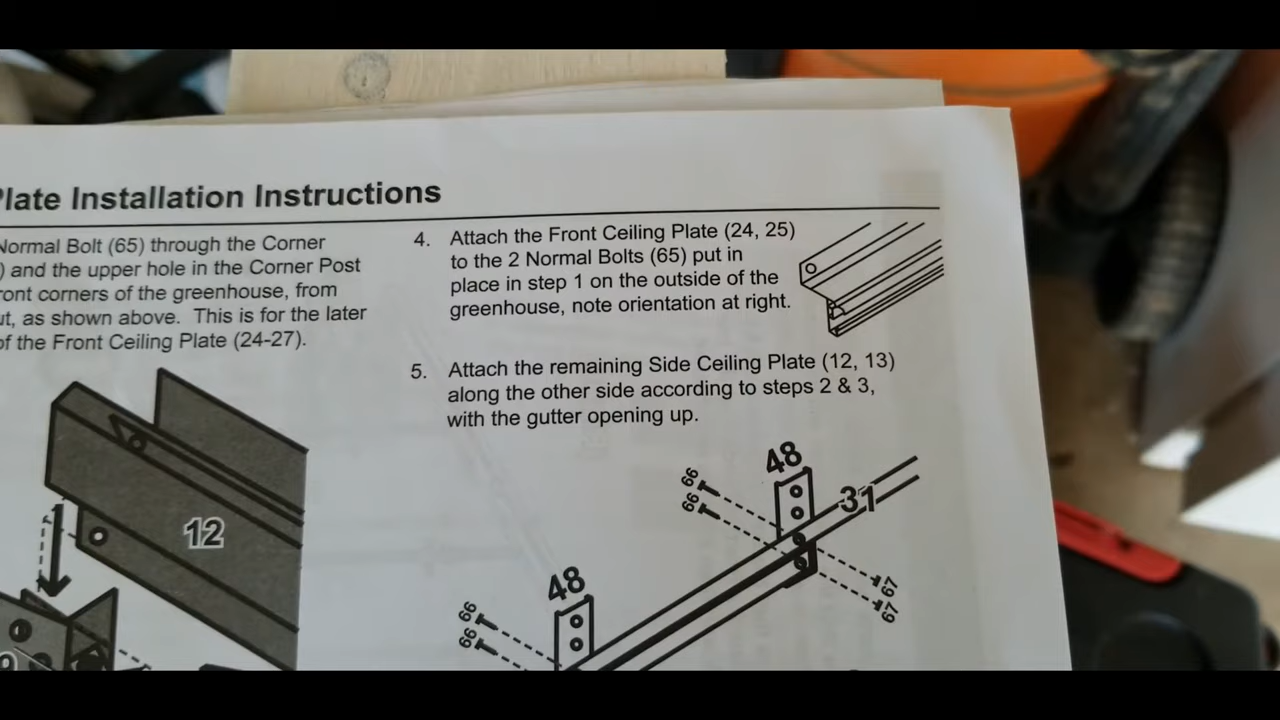 Plate Installation Instructions
Normal Bolt (65) through the Corner
) and the upper hole in the Corner Post
ront corners of the greenhouse, from
ut, as shown above. This is for the later
of the Front Ceiling Plate (24-27).
4. Attach the Front Ceiling Plate (24, 25)
to the 2 Normal Bolts (65) put in
place in step 1 on the outside of the
greenhouse, note orientation at right.
5. Attach the remaining Side Ceiling Plate (12, 13)
along the other side according to steps 2 & 3,
with the gutter opening up.
12
48
66
66
31
67
67
48
66
66